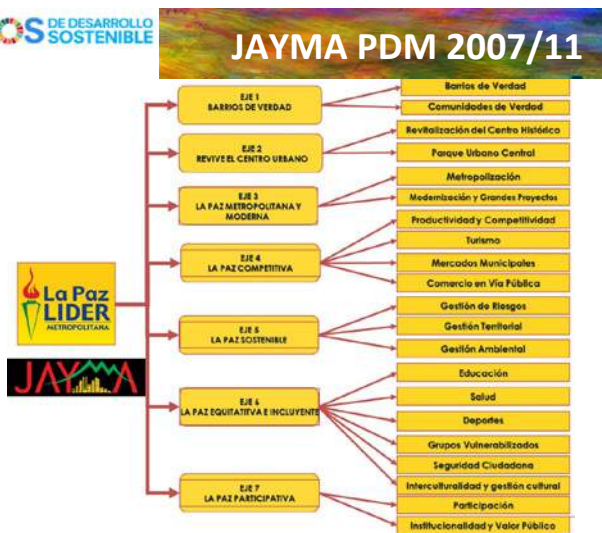 OS DE DESARROLLO
SOSTENIBLE
JAYMA PDM 2007/11
La Paz
LIDER
METROPOLITANA
JAYMA
EJE 1
BARRIOS DE VERDAD
Barrios de Verdad
Comunidades de Verdad
EJE 2
REVIVE EL CENTRO URBANO
Revitalización del Centro Histórico
Parque Urbano Central
EJE 3
LA PAZ METROPOLITANA Y
MODERNA
Metropolización
Modernización y Grandes Proyectos
EJE 4
LA PAZ COMPETITIVA
Productividad y Competitividad
Turismo
Mercados Municipales
Comercio en Vía Pública
EJE 5
LA PAZ SOSTENIBLE
Gestión de Riesgos
Gestión Territorial
Gestión Ambiental
EJE 6
LA PAZ EQUITATITVA E INCLUYENTE
Educación
Salud
Deportes
Grupos Vulnerabilizados
Seguridad Ciudadana
Interculturalidad y gestión cultural
EJE 7
LA PAZ PARTICIPATIVA
Participación
Institucionalidad y Valor Público